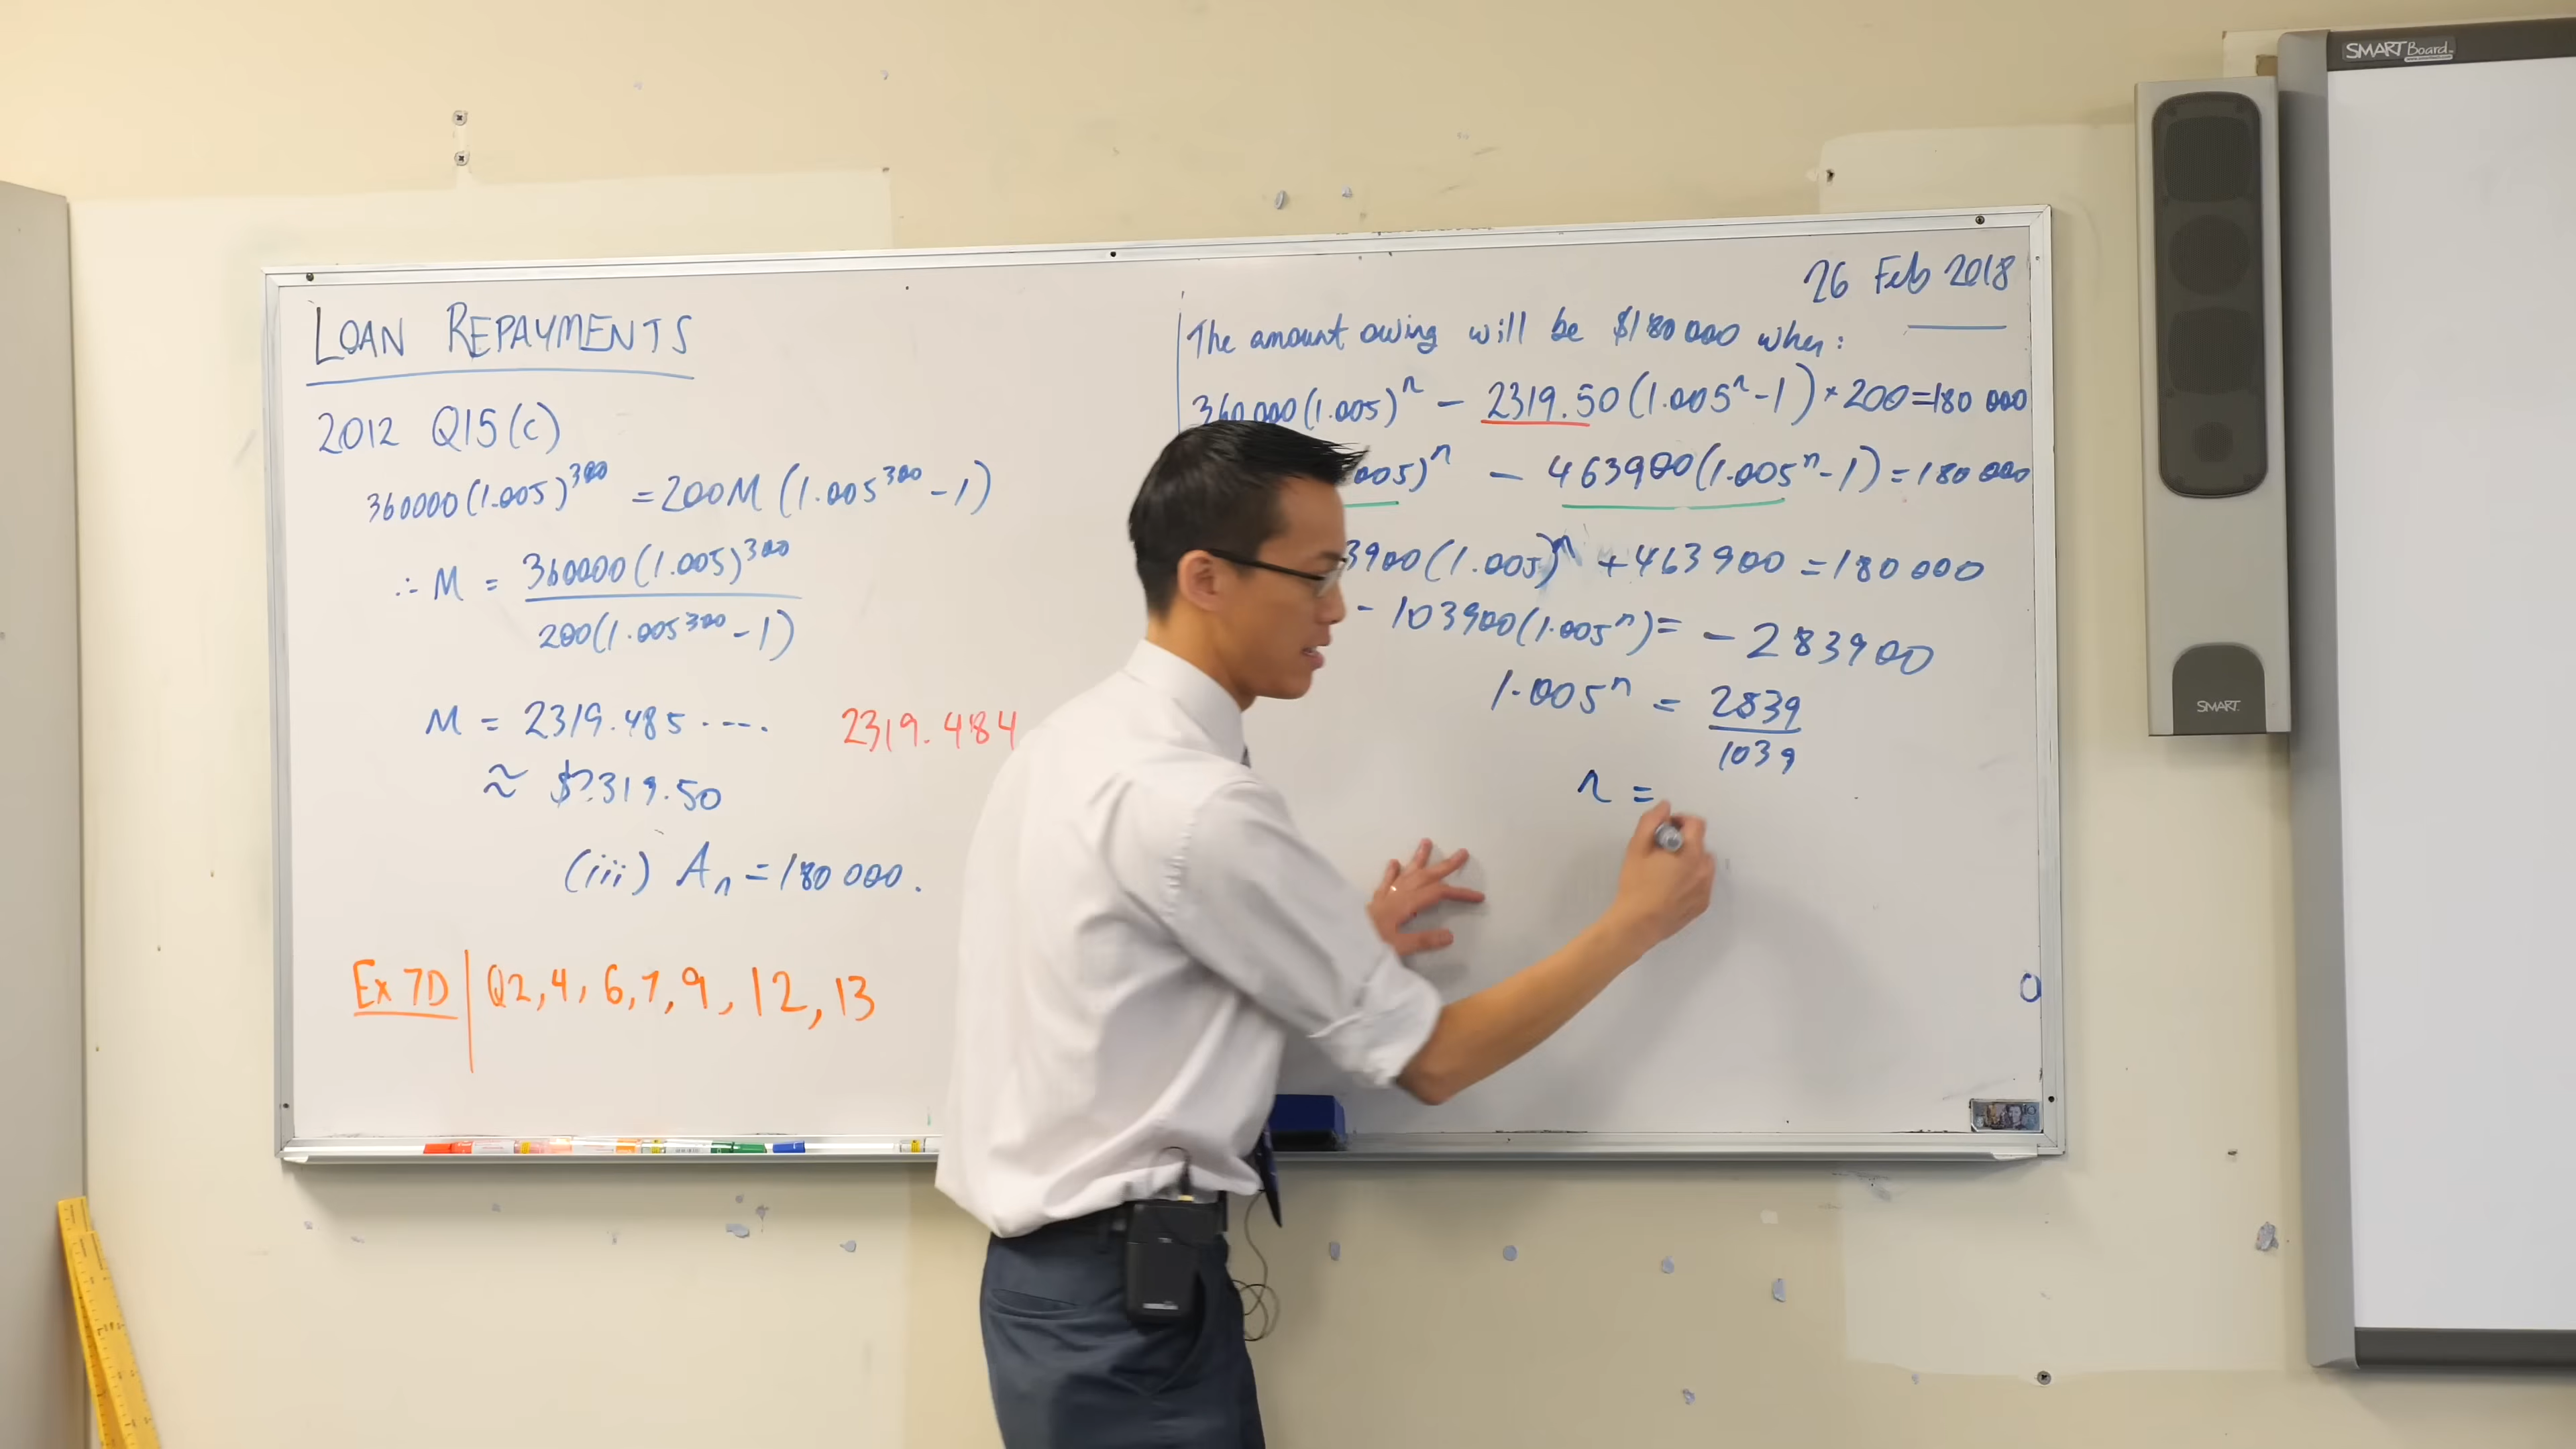 LOAN REPAYMENTS
2012 Q15(c)
360000(1.005)^300 = 200M(1.005^300 - 1)
∴ M = 360000(1.005)^300
200(1.005^300 - 1)
M = 2319.485.... 2319.484
≈ $2319.50
(iii) Aₙ = 180 000.
Ex 7D | Q2, 4, 6, 7, 9, 12, 13
26 Feb 2018
The amount owing will be $180 000 when:
360000(1.005)^n - 2319.50(1.005^n - 1) × 200 = 180 000
005)^n - 463900(1.005^n - 1) = 180 000
3900(1.005)^n + 463900 = 180 000
- 103900(1.005^n) = - 283900
1.005^n = 2839
1039
n =
0
SMART Board
SMART